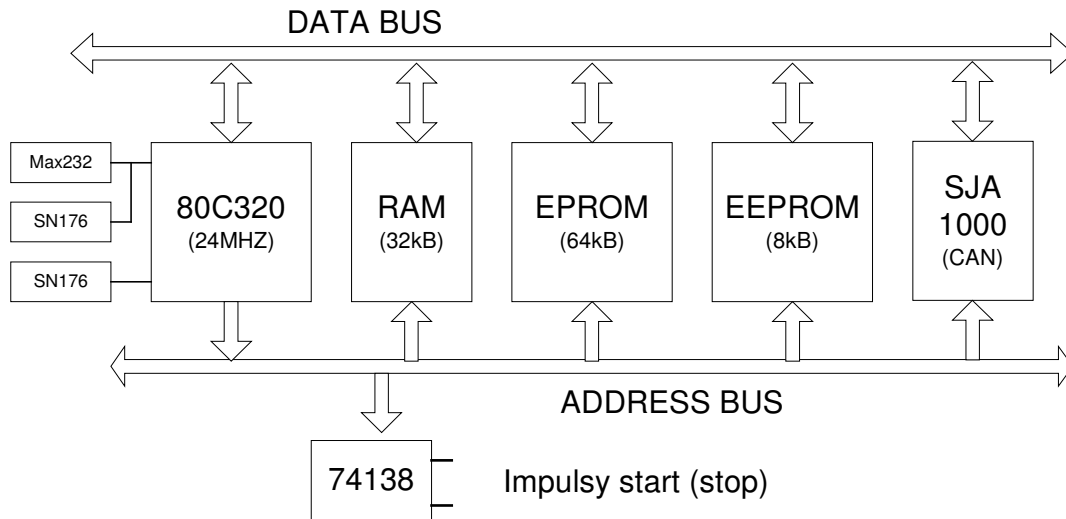 DATA BUS
Max232
SN176
SN176
80C320
(24MHZ)
RAM
(32kB)
EPROM
(64kB)
EEPROM
(8kB)
SJA
1000
(CAN)
ADDRESS BUS
74138
Impulsy start (stop)